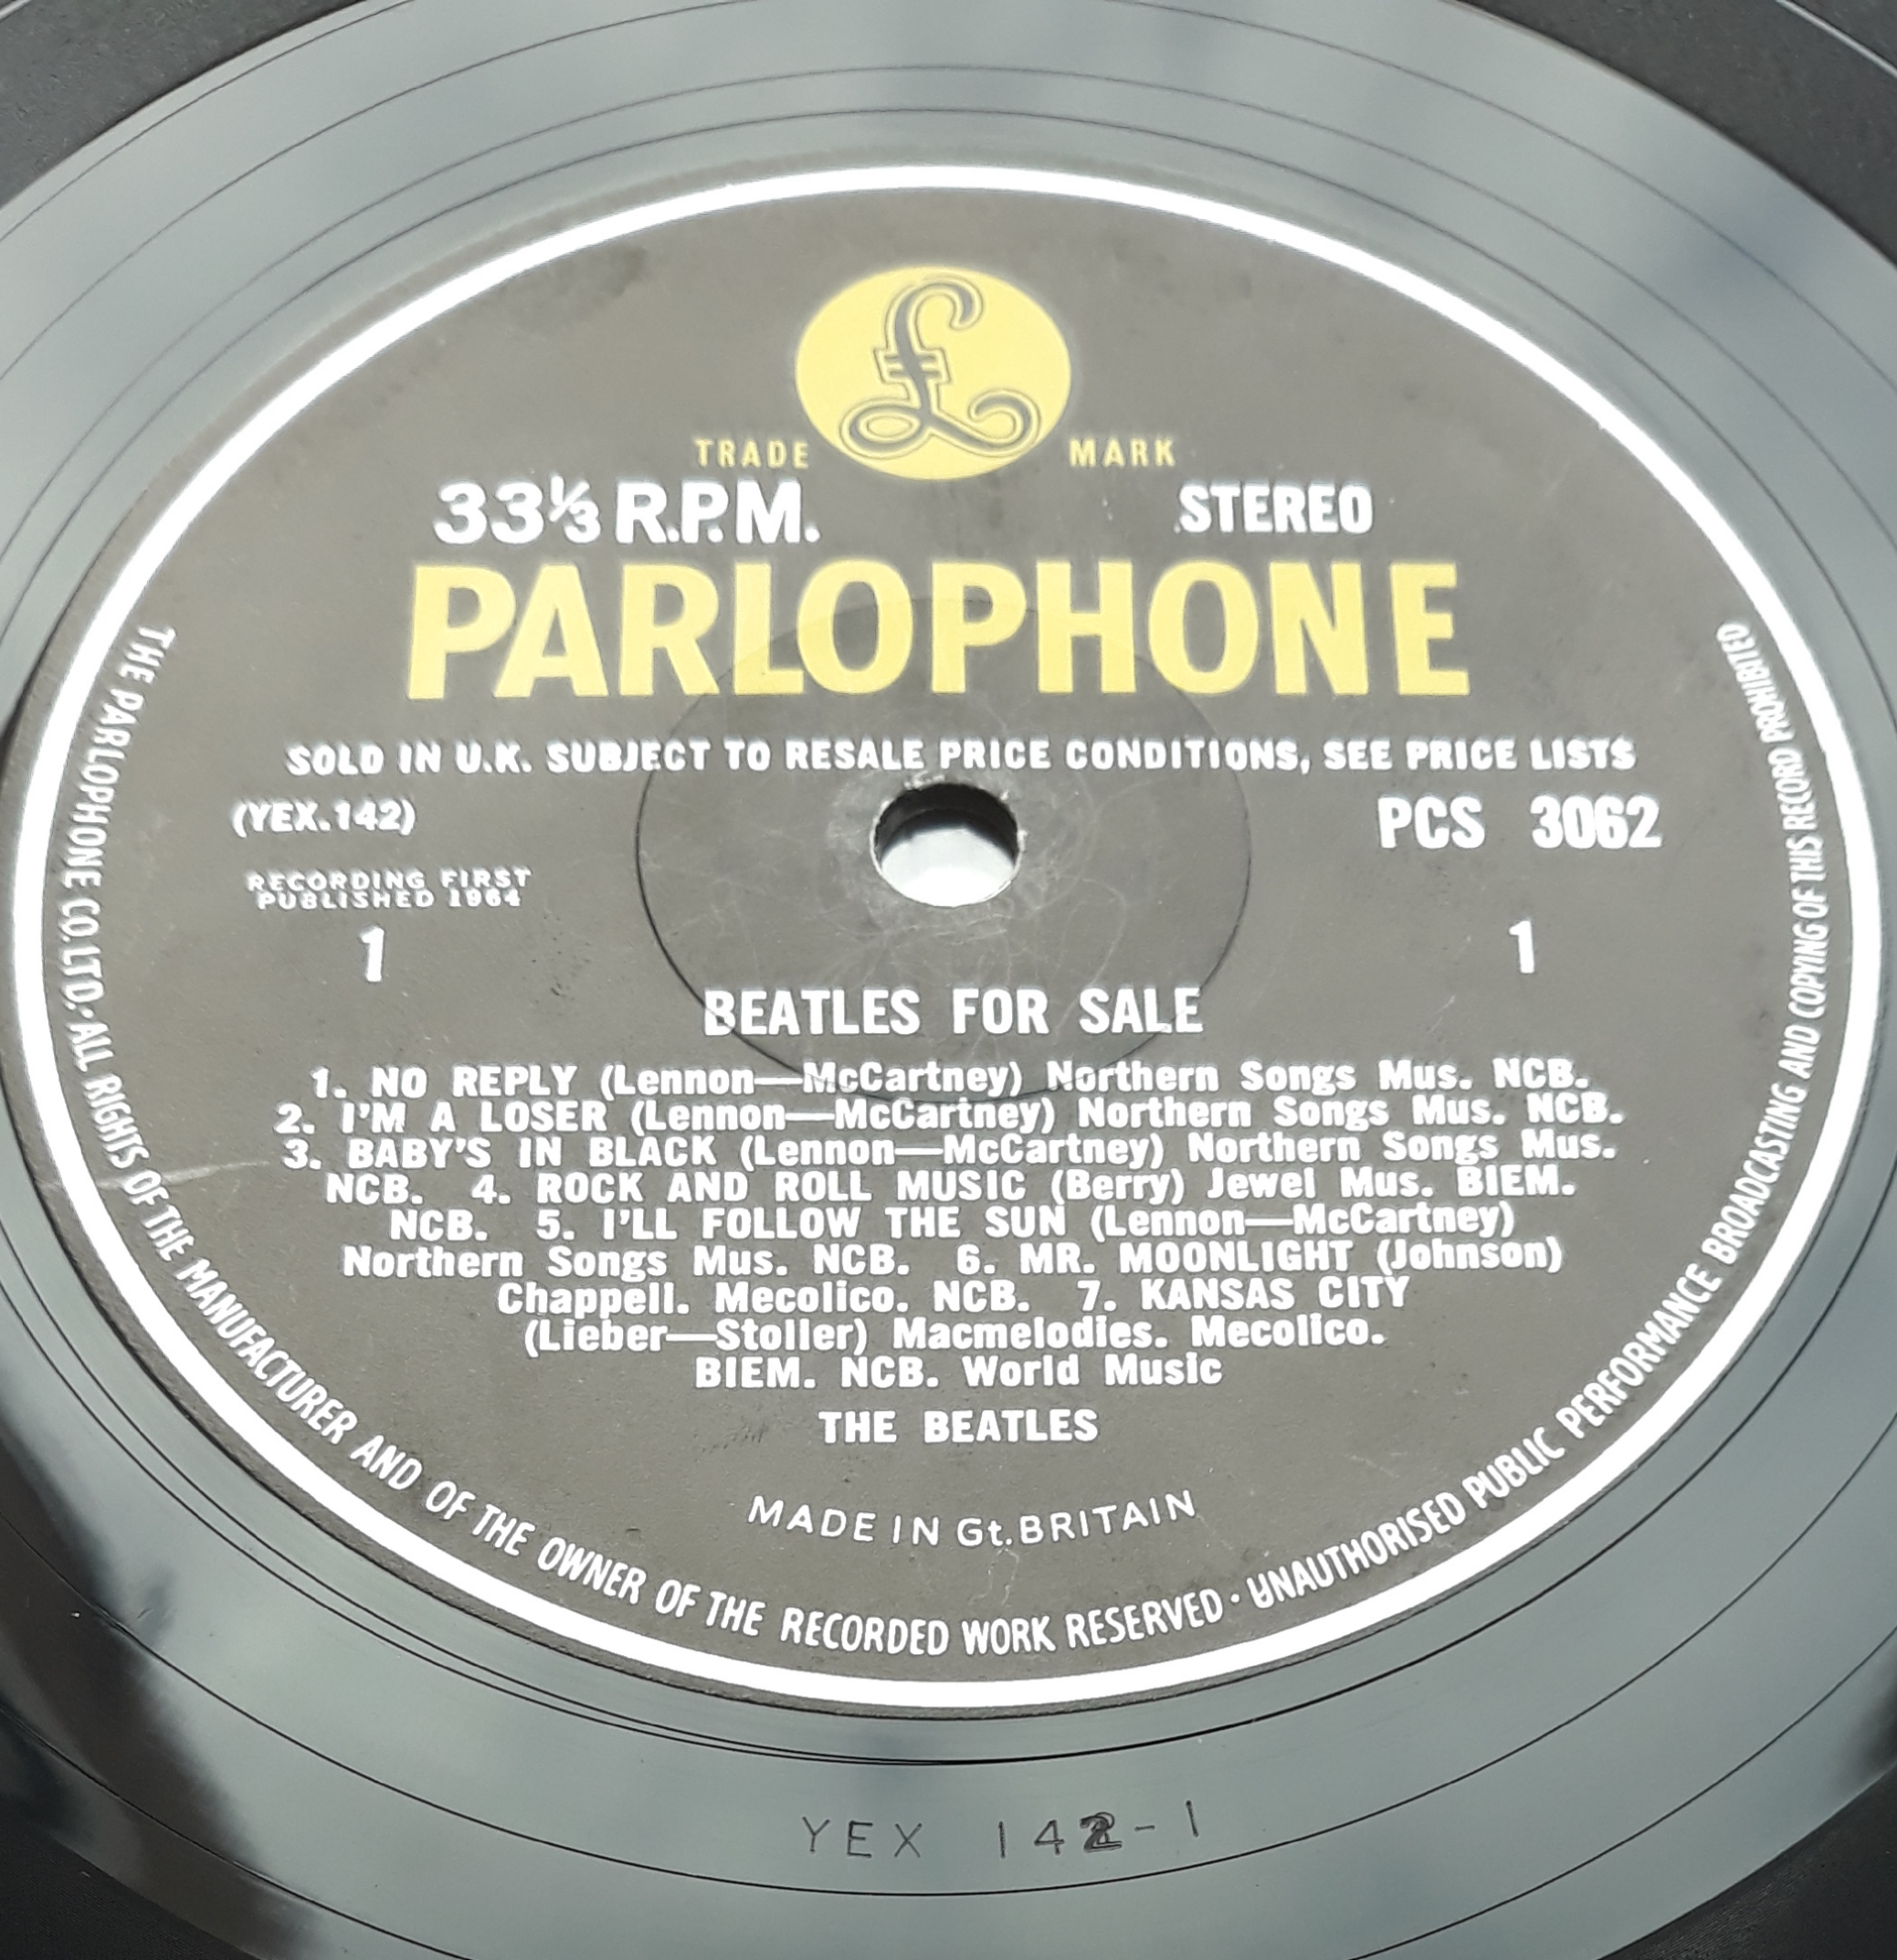 £
TRADE MARK
33⅓ R.P.M. STEREO
PARLOPHONE
SOLD IN U.K. SUBJECT TO RESALE PRICE CONDITIONS, SEE PRICE LISTS
(YEX.142) PCS 3062
RECORDING FIRST
PUBLISHED 1964
1 1
BEATLES FOR SALE
1. NO REPLY (Lennon—McCartney) Northern Songs Mus. NCB.
2. I'M A LOSER (Lennon—McCartney) Northern Songs Mus. NCB.
3. BABY'S IN BLACK (Lennon—McCartney) Northern Songs Mus.
NCB. 4. ROCK AND ROLL MUSIC (Berry) Jewel Mus. BIEM.
NCB. 5. I'LL FOLLOW THE SUN (Lennon—McCartney)
Northern Songs Mus. NCB. 6. MR. MOONLIGHT (Johnson)
Chappell. Mecolico. NCB. 7. KANSAS CITY
(Lieber—Stoller) Macmelodies. Mecolico.
BIEM. NCB. World Music
THE BEATLES
MADE IN Gt. BRITAIN
THE PARLOPHONE CO. LTD. · ALL RIGHTS OF THE MANUFACTURER AND OF THE OWNER OF THE RECORDED WORK RESERVED · UNAUTHORISED PUBLIC PERFORMANCE BROADCASTING AND COPYING OF THIS RECORD PROHIBITED
YEX 142-1